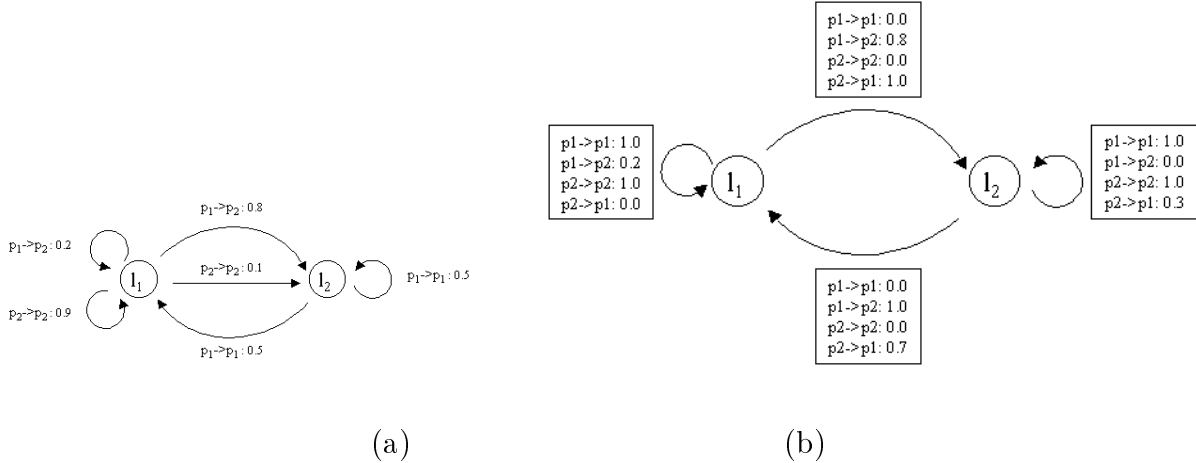 p₁->p₂: 0.8
p₁->p₂: 0.2
l₁
p₂->p₂: 0.1
l₂
p₁->p₁: 0.5
p₂->p₂: 0.9
p₁->p₁: 0.5
(a)
p1->p1: 0.0
p1->p2: 0.8
p2->p2: 0.0
p2->p1: 1.0
p1->p1: 1.0
p1->p2: 0.2
p2->p2: 1.0
p2->p1: 0.0
l₁
l₂
p1->p1: 1.0
p1->p2: 0.0
p2->p2: 1.0
p2->p1: 0.3
p1->p1: 0.0
p1->p2: 1.0
p2->p2: 0.0
p2->p1: 0.7
(b)